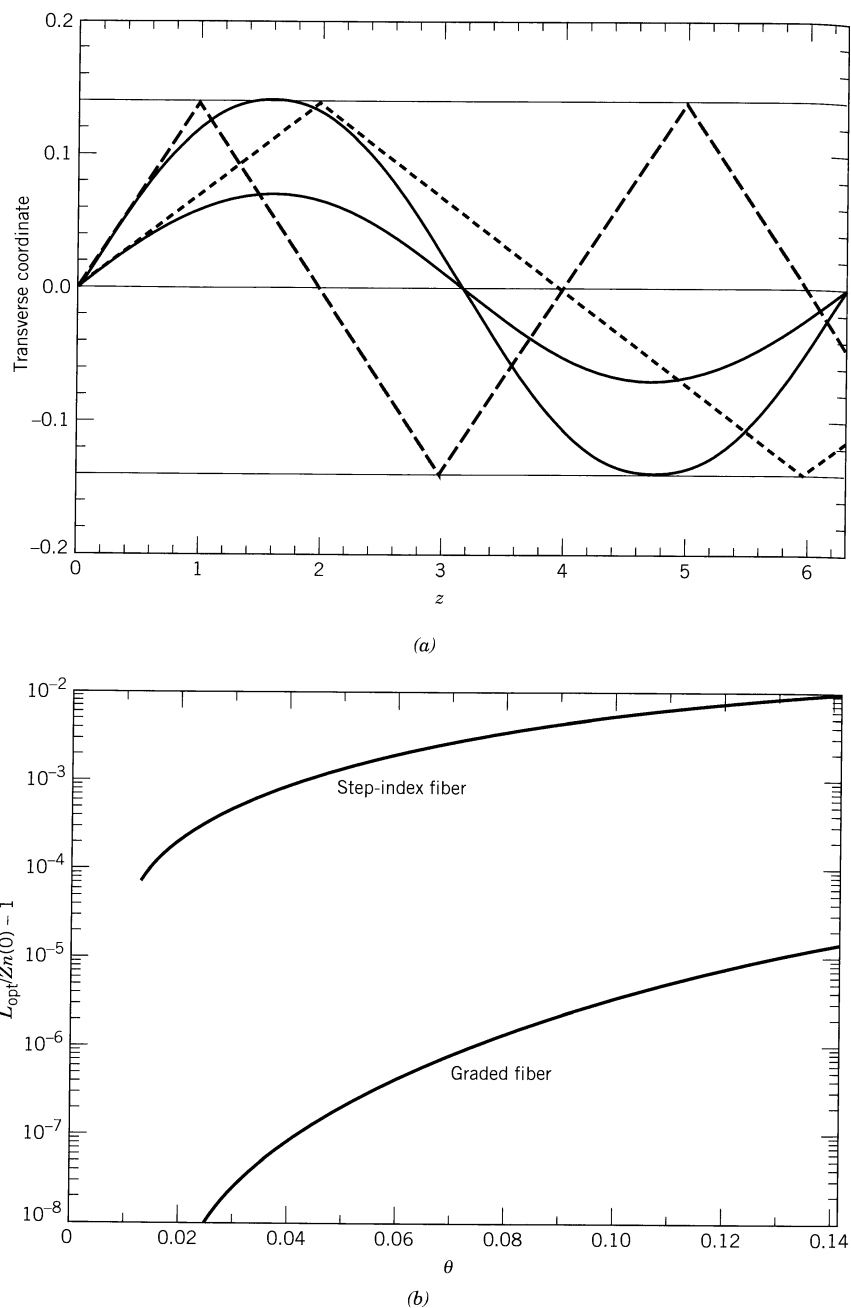 0.2
0.1
0.0
−0.1
−0.2
Transverse coordinate
0 1 2 3 4 5 6
z
(a)
10⁻²
10⁻³
10⁻⁴
10⁻⁵
10⁻⁶
10⁻⁷
10⁻⁸
L_opt/Zn(0) − 1
Step-index fiber
Graded fiber
0 0.02 0.04 0.06 0.08 0.10 0.12 0.14
θ
(b)